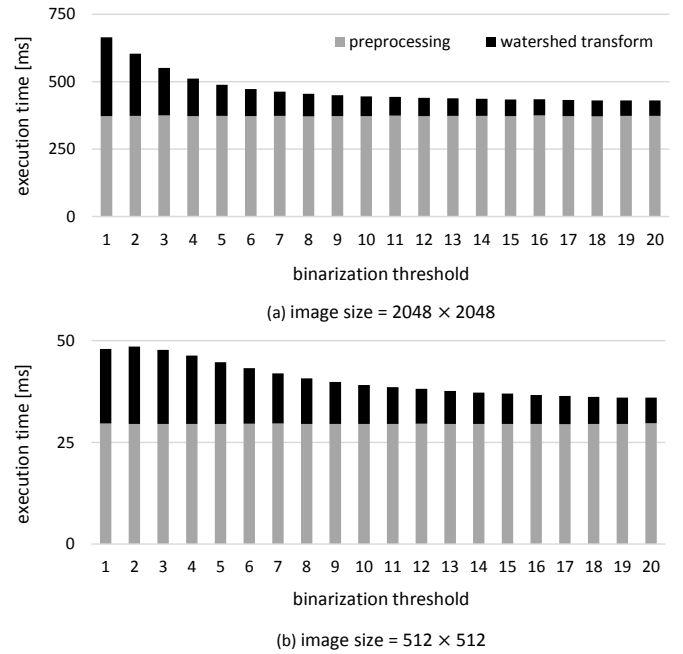 750
preprocessing watershed transform
500
250
0
execution time [ms]
1 2 3 4 5 6 7 8 9 10 11 12 13 14 15 16 17 18 19 20
binarization threshold
(a) image size = 2048 × 2048
50
25
0
execution time [ms]
1 2 3 4 5 6 7 8 9 10 11 12 13 14 15 16 17 18 19 20
binarization threshold
(b) image size = 512 × 512